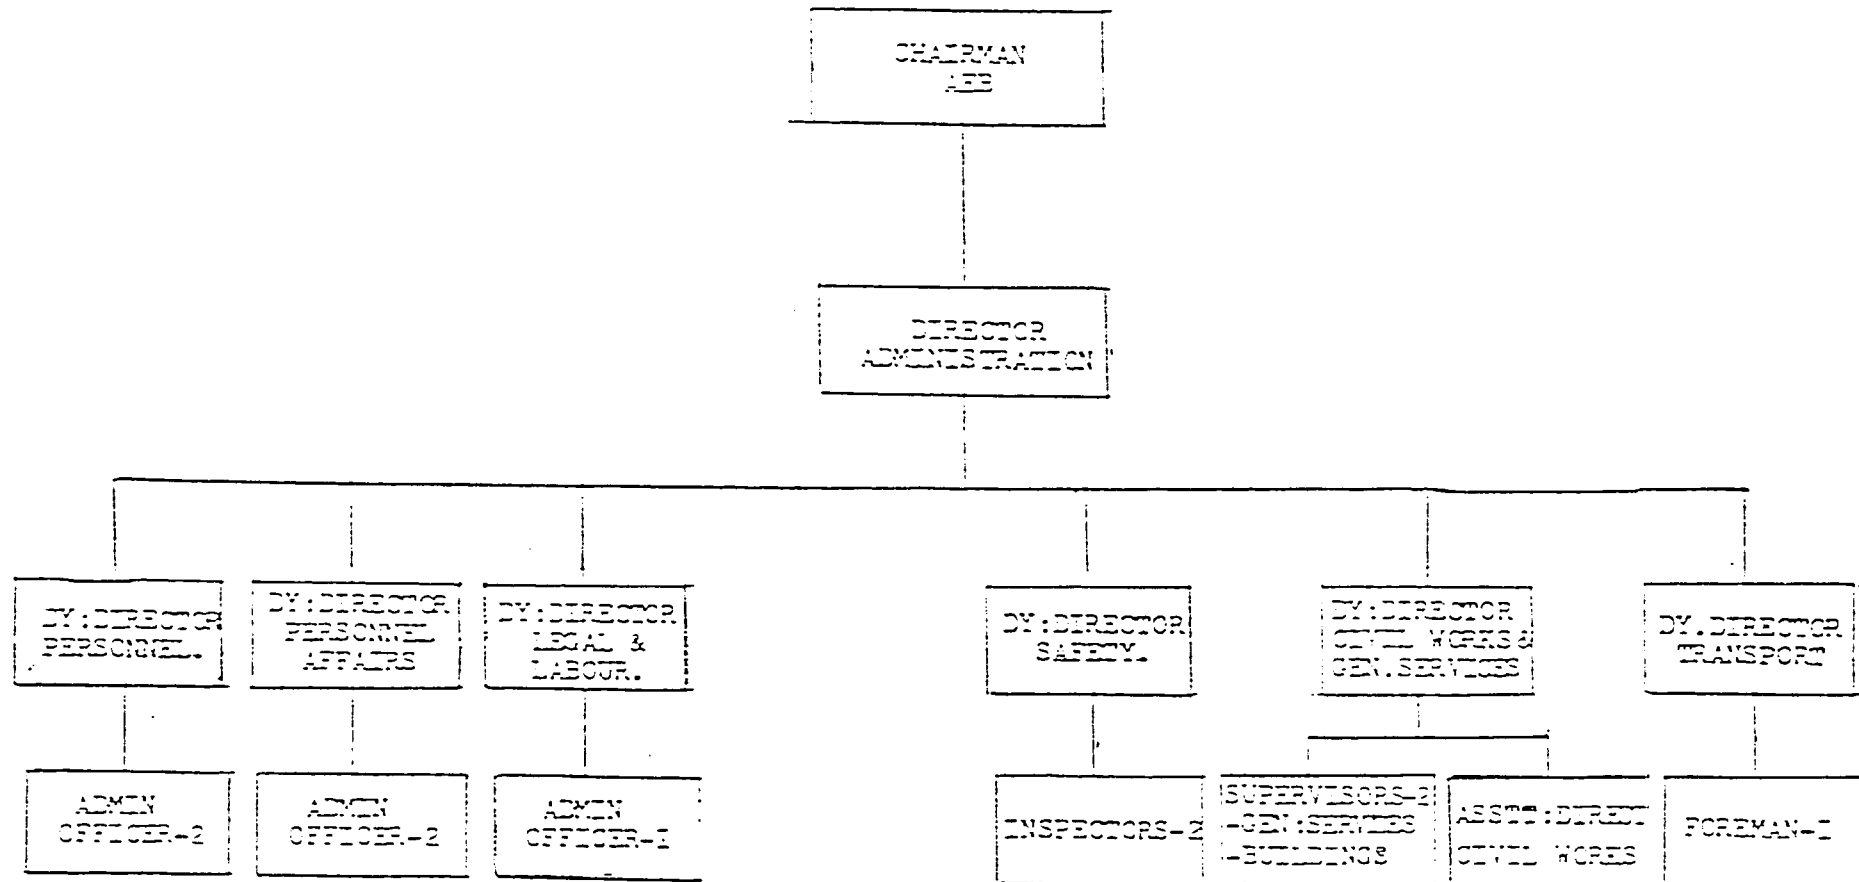 CHAIRMAN
AEB
DIRECTOR
ADMINISTRATION
DY:DIRECTOR
PERSONNEL.
DY:DIRECTOR
PERSONNEL
AFFAIRS
DY:DIRECTOR
LEGAL &
LABOUR.
DY:DIRECTOR
SAFETY.
DY:DIRECTOR
CIVIL WORKS &
GEN.SERVICES
DY.DIRECTOR
TRANSPORT
ADMIN
OFFICER-2
ADMIN
OFFICER-2
ADMIN
OFFICER-I
INSPECTORS-2
SUPERVISORS-2
-GEN:SERVIES
-BUILDINGS
ASSTT:DIRECT
CIVIL WORKS
FOREMAN-I